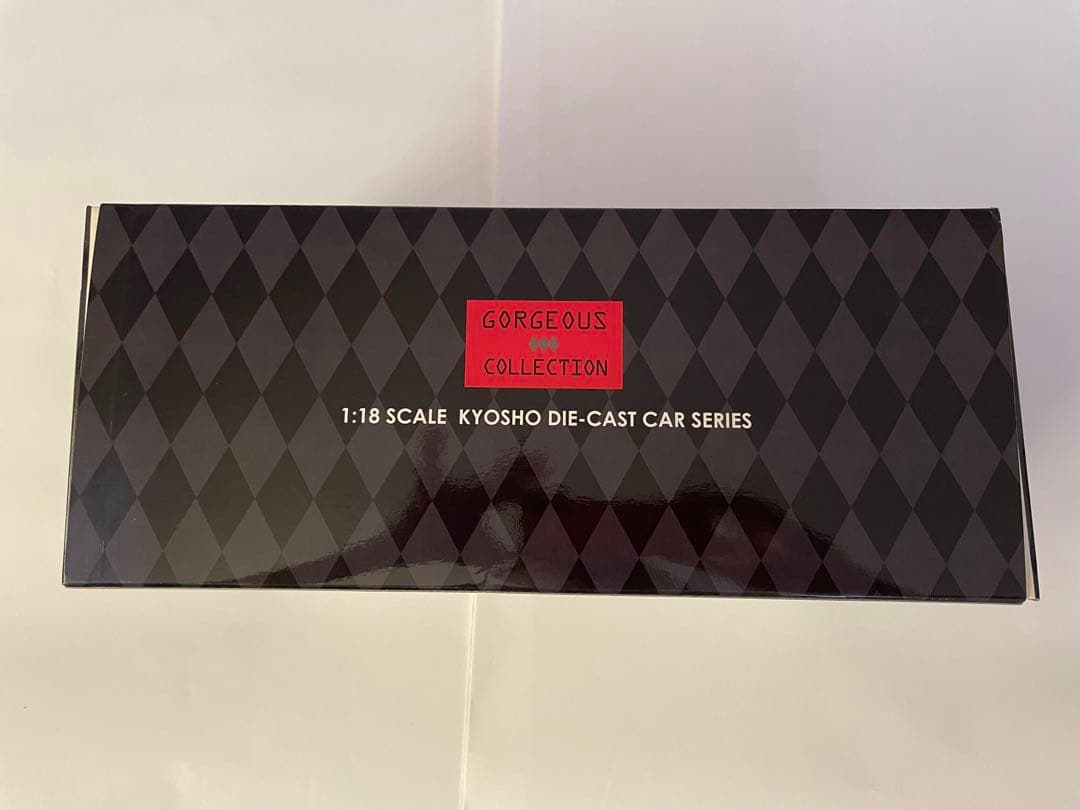 GORGEOUS
COLLECTION
1:18 SCALE KYOSHO DIE-CAST CAR SERIES